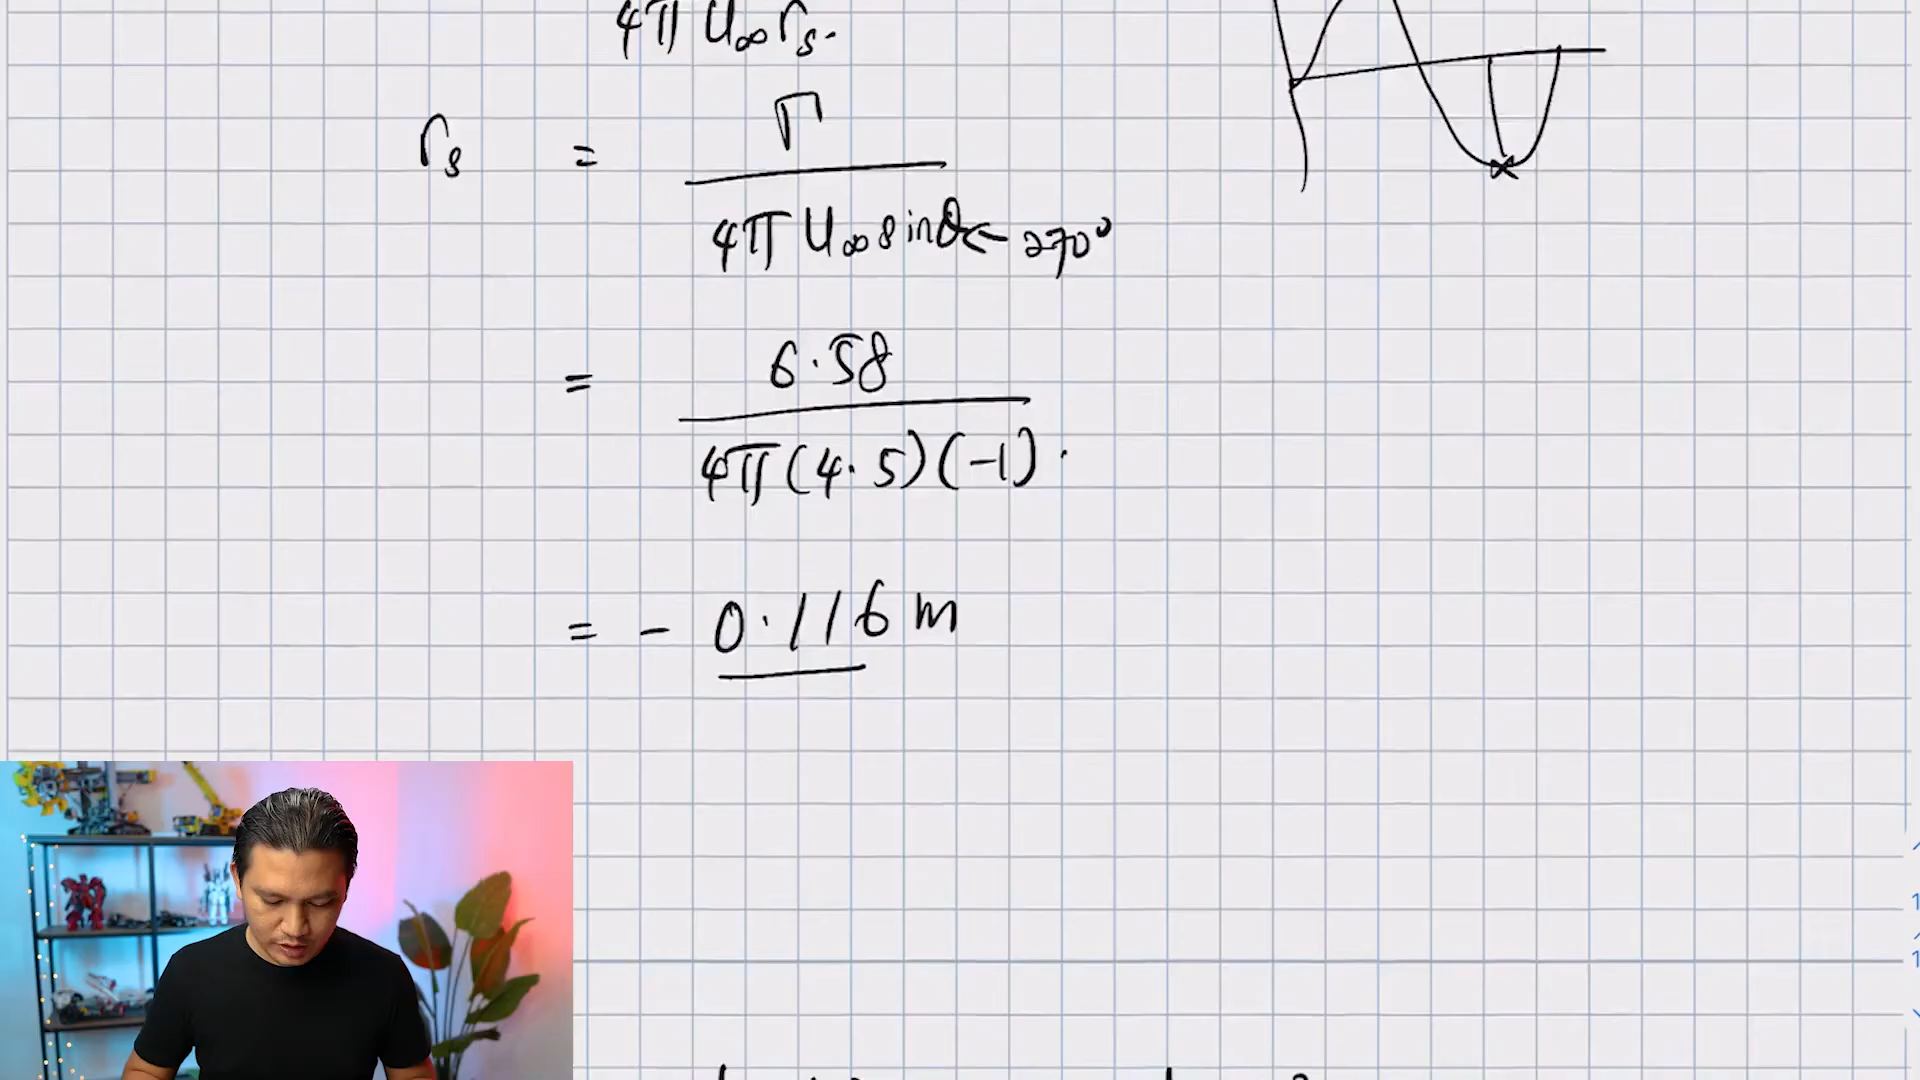 4π U∞ rs.
rs = Γ / 4π U∞ sinθ ← 270°
= 6.58 / 4π(4.5)(-1).
= - 0.116 m